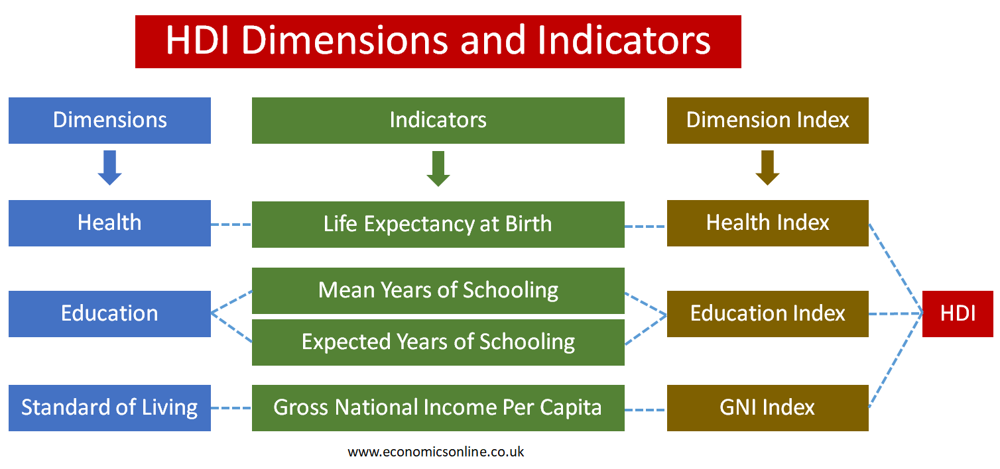 HDI Dimensions and Indicators
Dimensions
Indicators
Dimension Index
Health
Life Expectancy at Birth
Health Index
Education
Mean Years of Schooling
Expected Years of Schooling
Education Index
HDI
Standard of Living
Gross National Income Per Capita
GNI Index
www.economicsonline.co.uk